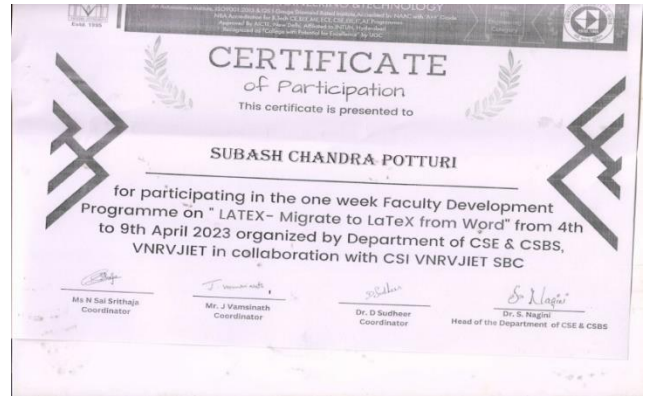 ENGINEERING & TECHNOLOGY
Estd. 1995
CERTIFICATE
of Participation
This certificate is presented to
SUBASH CHANDRA POTTURI
for participating in the one week Faculty Development
Programme on " LATEX- Migrate to LaTeX from Word" from 4th
to 9th April 2023 organized by Department of CSE & CSBS,
VNRVJIET in collaboration with CSI VNRVJIET SBC
Ms N Sai Srithaja
Coordinator
Mr. J Vamsinath
Coordinator
Dr. D Sudheer
Coordinator
Dr. S. Nagini
Head of the Department of CSE & CSBS